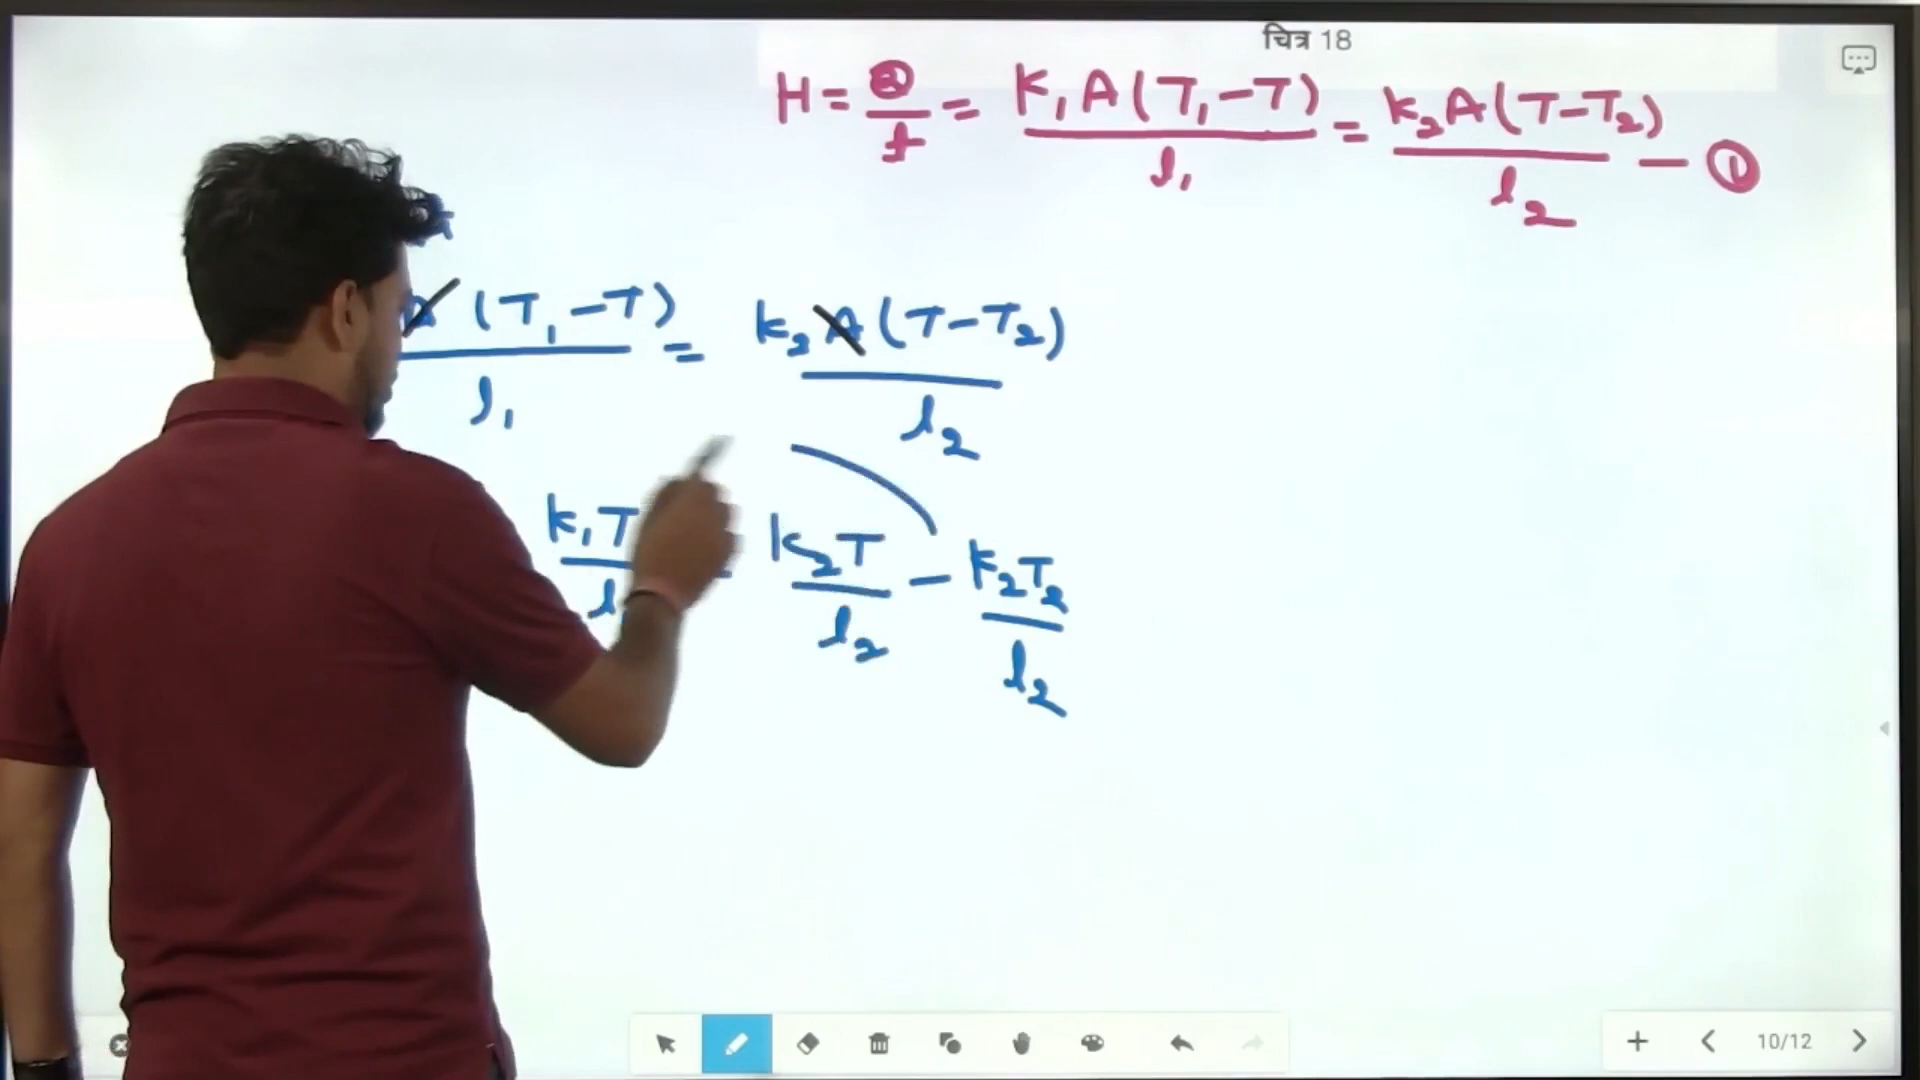 चित्र 18
H = Q/t = K₁A(T₁-T)/l₁ = K₂A(T-T₂)/l₂ — ①
(T₁-T)/l₁ = K₂A(T-T₂)/l₂
K₁T K₂T/l₂ - K₂T₂/l₂
10/12